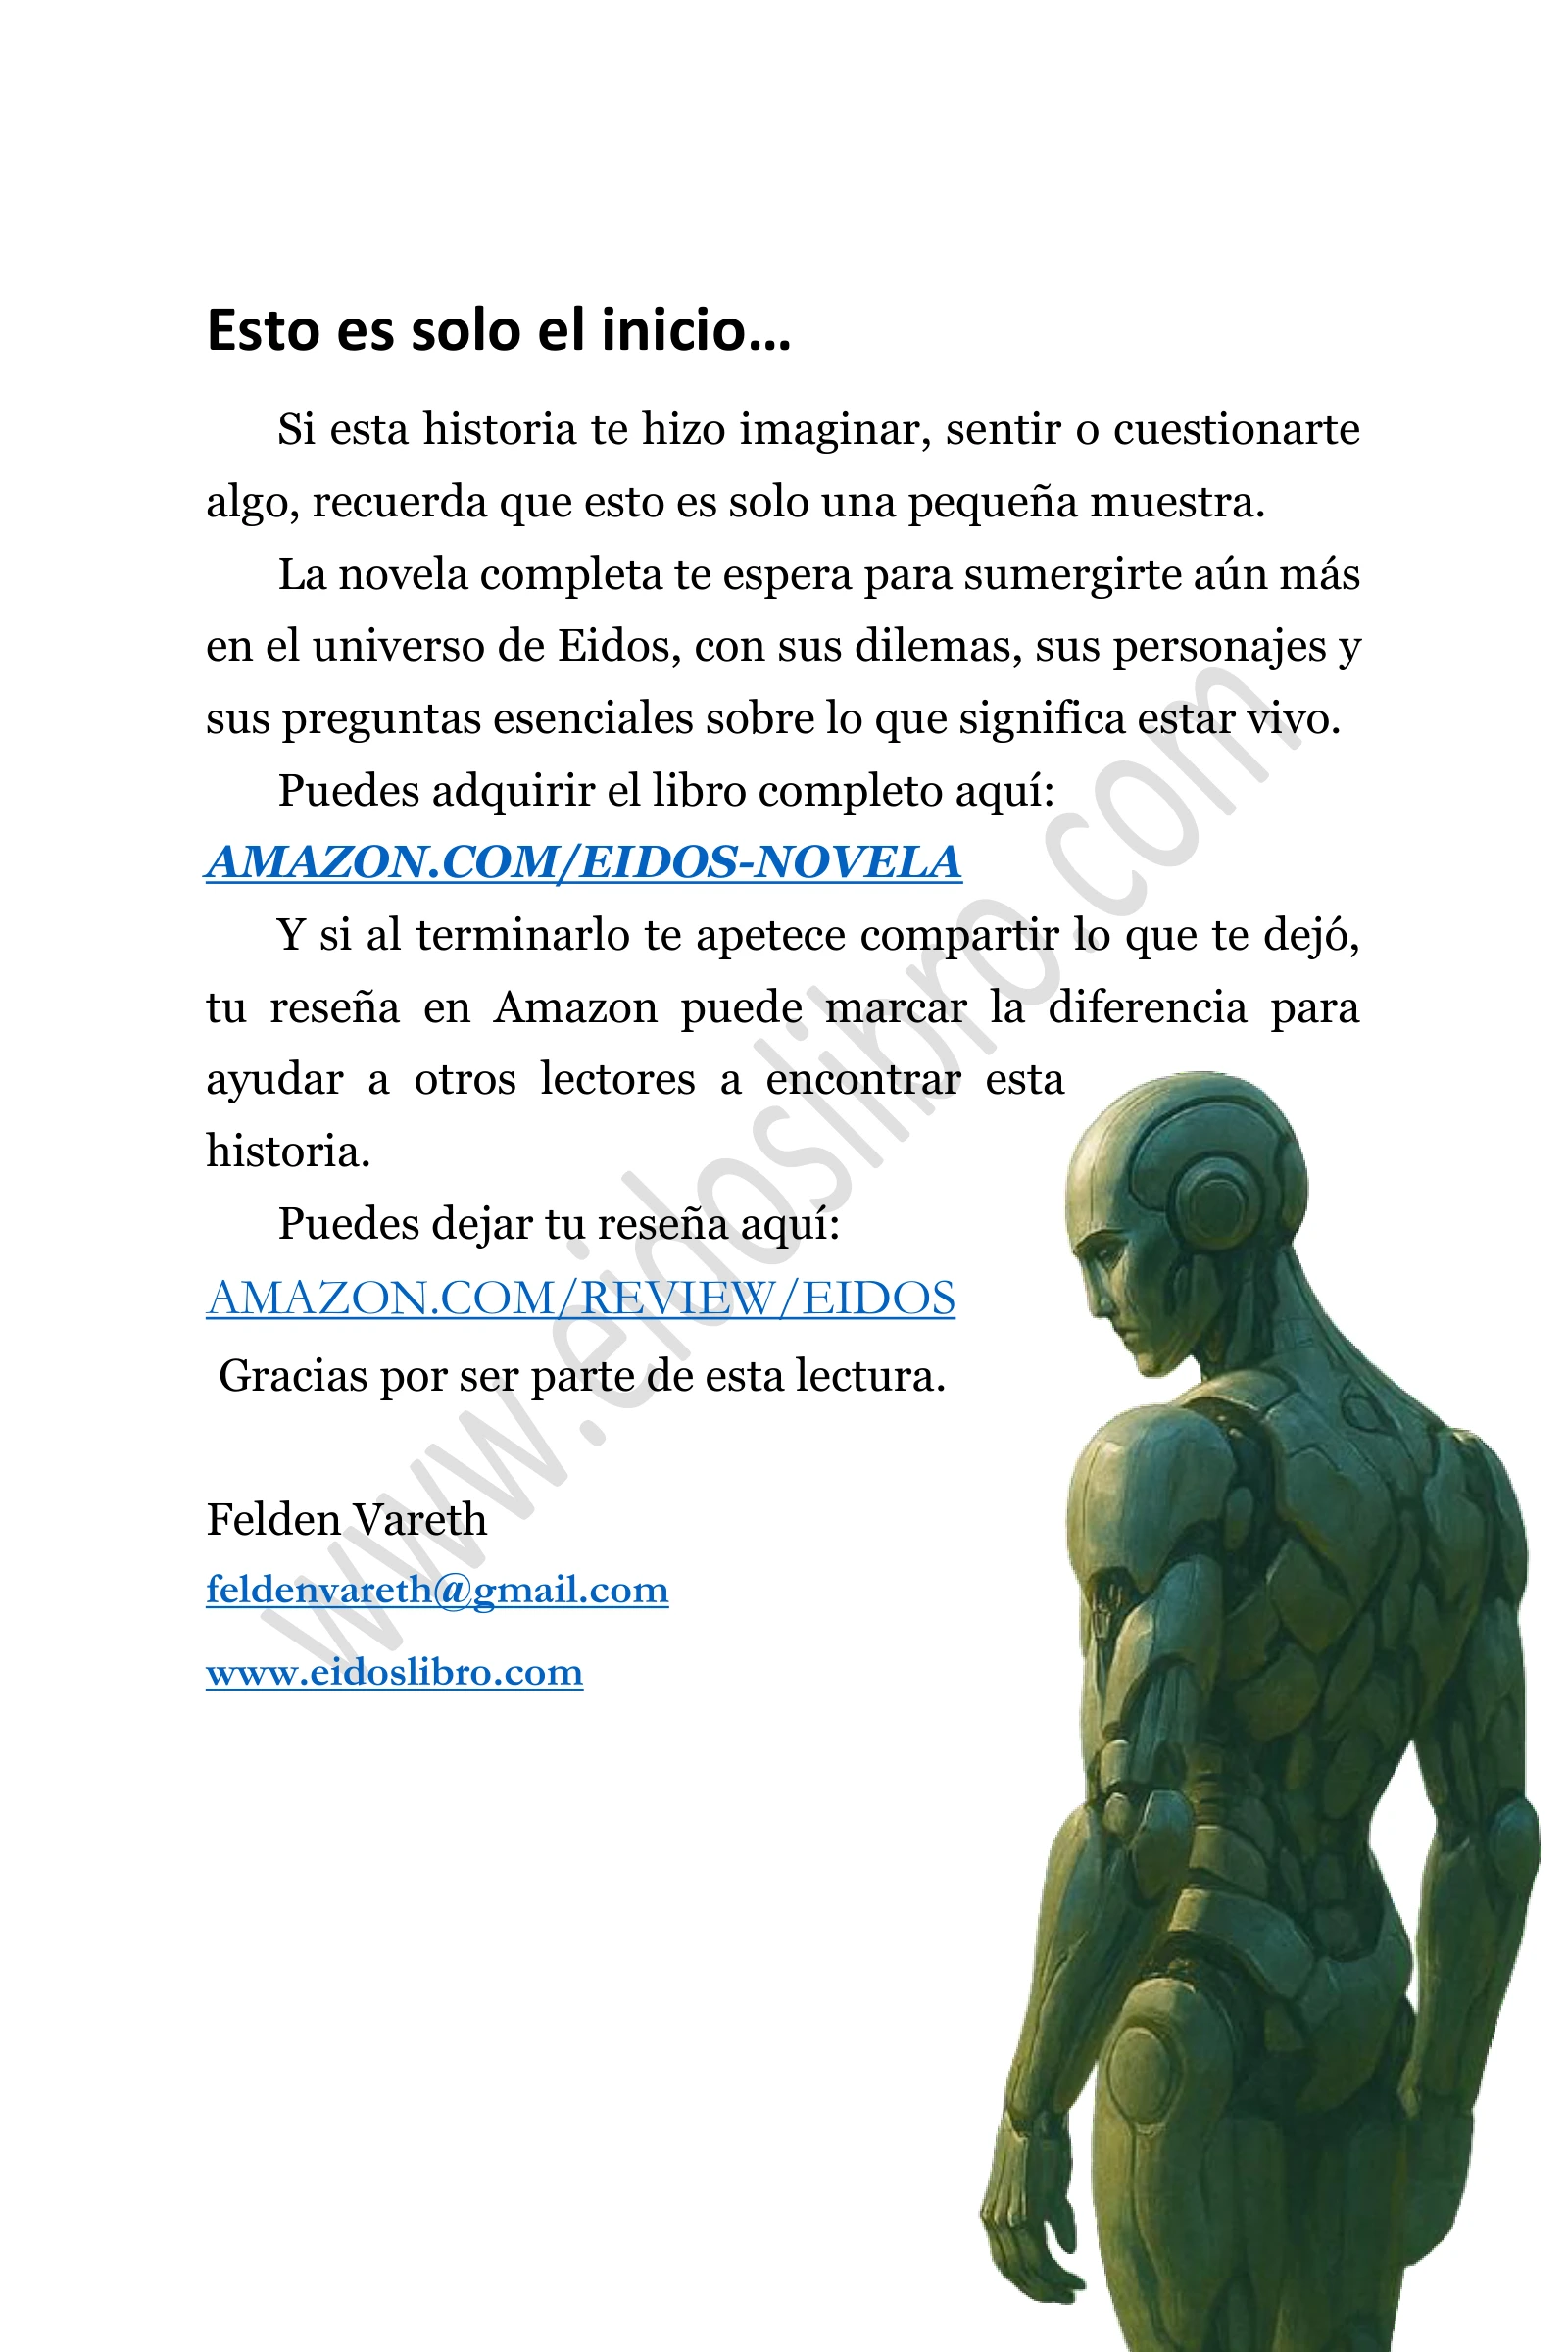 Esto es solo el inicio…
Si esta historia te hizo imaginar, sentir o cuestionarte
algo, recuerda que esto es solo una pequeña muestra.
La novela completa te espera para sumergirte aún más
en el universo de Eidos, con sus dilemas, sus personajes y
sus preguntas esenciales sobre lo que significa estar vivo.
Puedes adquirir el libro completo aquí:
AMAZON.COM/EIDOS-NOVELA
Y si al terminarlo te apetece compartir lo que te dejó,
tu reseña en Amazon puede marcar la diferencia para
ayudar a otros lectores a encontrar esta
historia.
Puedes dejar tu reseña aquí:
AMAZON.COM/REVIEW/EIDOS
Gracias por ser parte de esta lectura.
Felden Vareth
feldenvareth@gmail.com
www.eidoslibro.com
www.eidoslibro.com